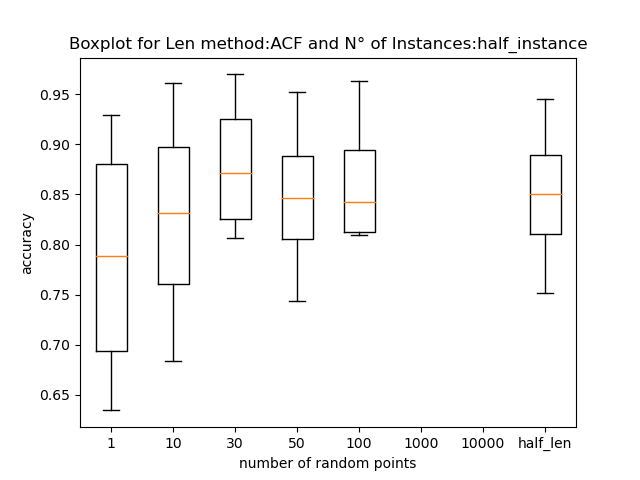 Boxplot for Len method:ACF and N° of Instances:half_instance
0.95
0.90
0.85
0.80
0.75
0.70
0.65
accuracy
1 10 30 50 100 1000 10000 half_len
number of random points